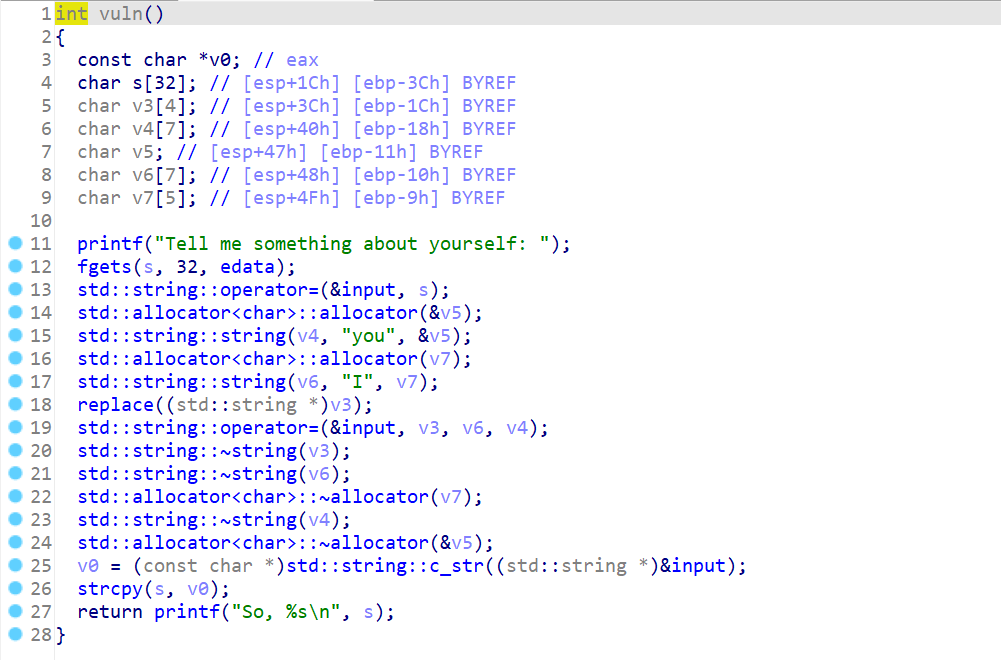 1 int vuln()
2 {
3   const char *v0; // eax
4   char s[32]; // [esp+1Ch] [ebp-3Ch] BYREF
5   char v3[4]; // [esp+3Ch] [ebp-1Ch] BYREF
6   char v4[7]; // [esp+40h] [ebp-18h] BYREF
7   char v5; // [esp+47h] [ebp-11h] BYREF
8   char v6[7]; // [esp+48h] [ebp-10h] BYREF
9   char v7[5]; // [esp+4Fh] [ebp-9h] BYREF
10
11   printf("Tell me something about yourself: ");
12   fgets(s, 32, edata);
13   std::string::operator=(&input, s);
14   std::allocator<char>::allocator(&v5);
15   std::string::string(v4, "you", &v5);
16   std::allocator<char>::allocator(v7);
17   std::string::string(v6, "I", v7);
18   replace((std::string *)v3);
19   std::string::operator=(&input, v3, v6, v4);
20   std::string::~string(v3);
21   std::string::~string(v6);
22   std::allocator<char>::~allocator(v7);
23   std::string::~string(v4);
24   std::allocator<char>::~allocator(&v5);
25   v0 = (const char *)std::string::c_str((std::string *)&input);
26   strcpy(s, v0);
27   return printf("So, %s\n", s);
28 }